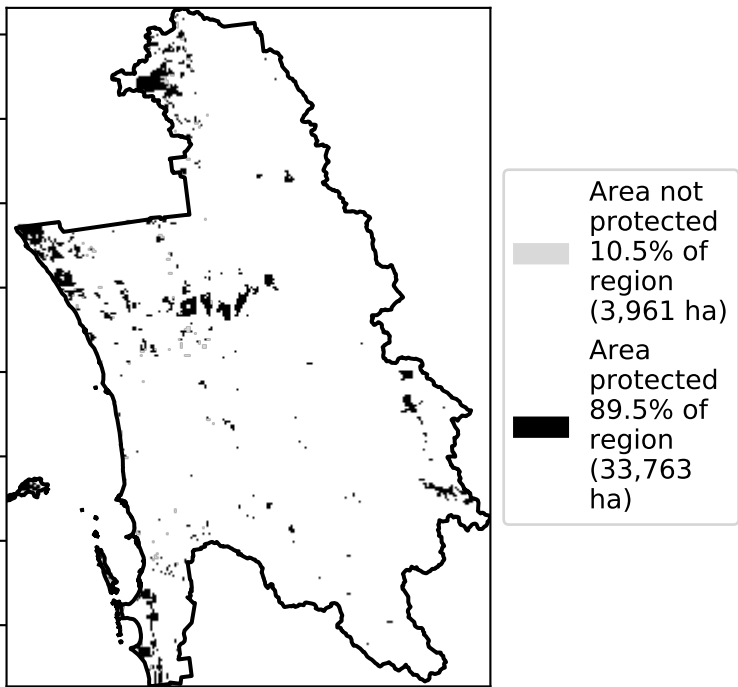 Area not
protected
10.5% of
region
(3,961 ha)
Area
protected
89.5% of
region
(33,763
ha)